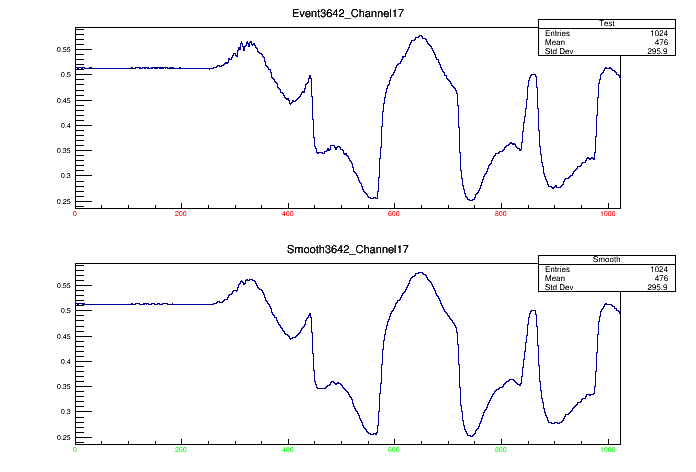 Event3642_Channel17
Test
Entries 1024
Mean 476
Std Dev 295.9
0.55
0.5
0.45
0.4
0.35
0.3
0.25
0 200 400 600 800 1000
Smooth3642_Channel17
Smooth
Entries 1024
Mean 476
Std Dev 295.9
0.55
0.5
0.45
0.4
0.35
0.3
0.25
0 200 400 600 800 1000